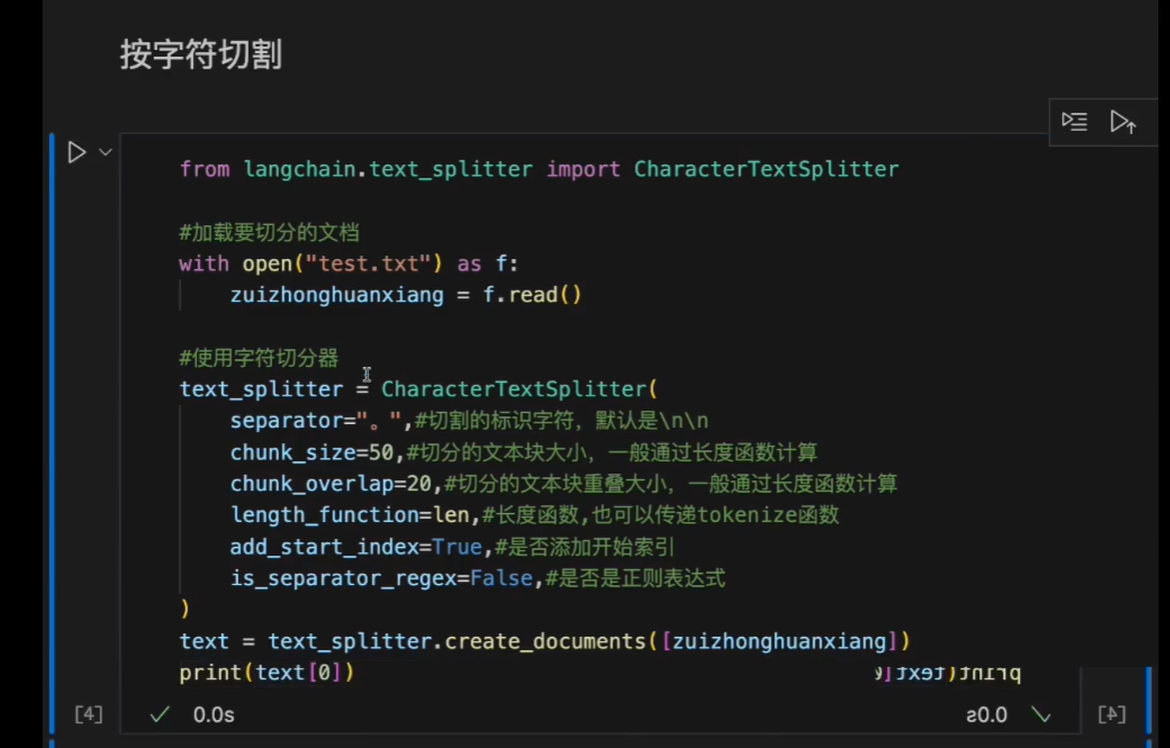 按字符切割
from langchain.text_splitter import CharacterTextSplitter
#加载要切分的文档
with open("test.txt") as f:
    zuizhonghuanxiang = f.read()
#使用字符切分器
text_splitter = CharacterTextSplitter(
    separator="。",#切割的标识字符，默认是\n\n
    chunk_size=50,#切分的文本块大小，一般通过长度函数计算
    chunk_overlap=20,#切分的文本块重叠大小，一般通过长度函数计算
    length_function=len,#长度函数,也可以传递tokenize函数
    add_start_index=True,#是否添加开始索引
    is_separator_regex=False,#是否是正则表达式
)
text = text_splitter.create_documents([zuizhonghuanxiang])
print(text[0])
[4] 0.0s